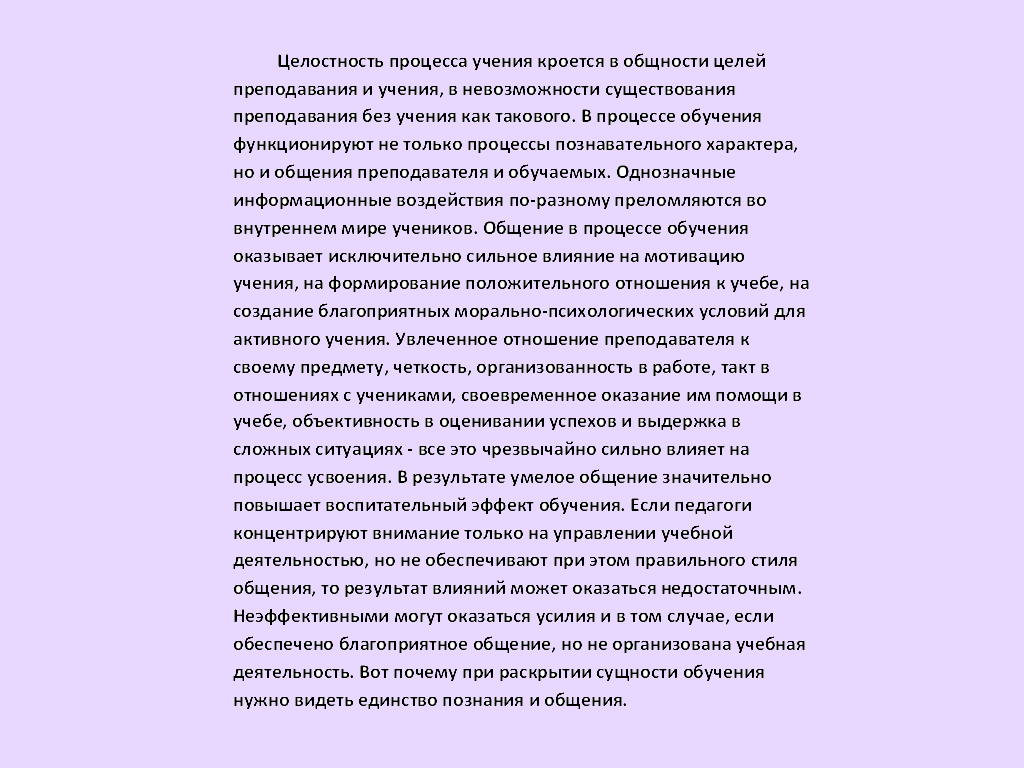 Целостность процесса учения кроется в общности целей
преподавания и учения, в невозможности существования
преподавания без учения как такового. В процессе обучения
функционируют не только процессы познавательного характера,
но и общения преподавателя и обучаемых. Однозначные
информационные воздействия по-разному преломляются во
внутреннем мире учеников. Общение в процессе обучения
оказывает исключительно сильное влияние на мотивацию
учения, на формирование положительного отношения к учебе, на
создание благоприятных морально-психологических условий для
активного учения. Увлеченное отношение преподавателя к
своему предмету, четкость, организованность в работе, такт в
отношениях с учениками, своевременное оказание им помощи в
учебе, объективность в оценивании успехов и выдержка в
сложных ситуациях - все это чрезвычайно сильно влияет на
процесс усвоения. В результате умелое общение значительно
повышает воспитательный эффект обучения. Если педагоги
концентрируют внимание только на управлении учебной
деятельностью, но не обеспечивают при этом правильного стиля
общения, то результат влияний может оказаться недостаточным.
Неэффективными могут оказаться усилия и в том случае, если
обеспечено благоприятное общение, но не организована учебная
деятельность. Вот почему при раскрытии сущности обучения
нужно видеть единство познания и общения.